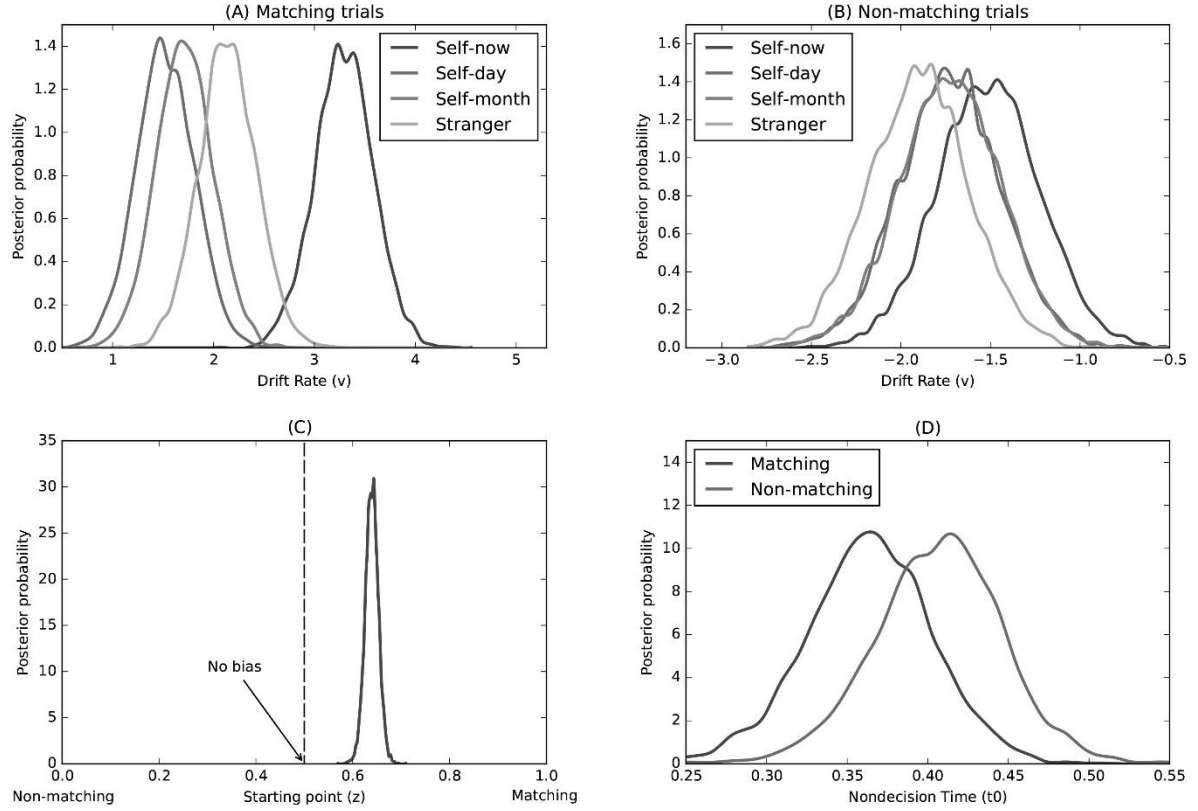 (A) Matching trials
Posterior probability
1.4
1.2
1.0
0.8
0.6
0.4
0.2
0.0
Self-now
Self-day
Self-month
Stranger
1 2 3 4 5
Drift Rate (v)
(B) Non-matching trials
Posterior probability
1.6
1.4
1.2
1.0
0.8
0.6
0.4
0.2
0.0
Self-now
Self-day
Self-month
Stranger
−3.0 −2.5 −2.0 −1.5 −1.0 −0.5
Drift Rate (v)
(C)
Posterior probability
35
30
25
20
15
10
5
0
No bias
0.0 0.2 0.4 0.6 0.8 1.0
Non-matching Starting point (z) Matching
(D)
Posterior probability
14
12
10
8
6
4
2
0
Matching
Non-matching
0.25 0.30 0.35 0.40 0.45 0.50 0.55
Nondecision Time (t0)